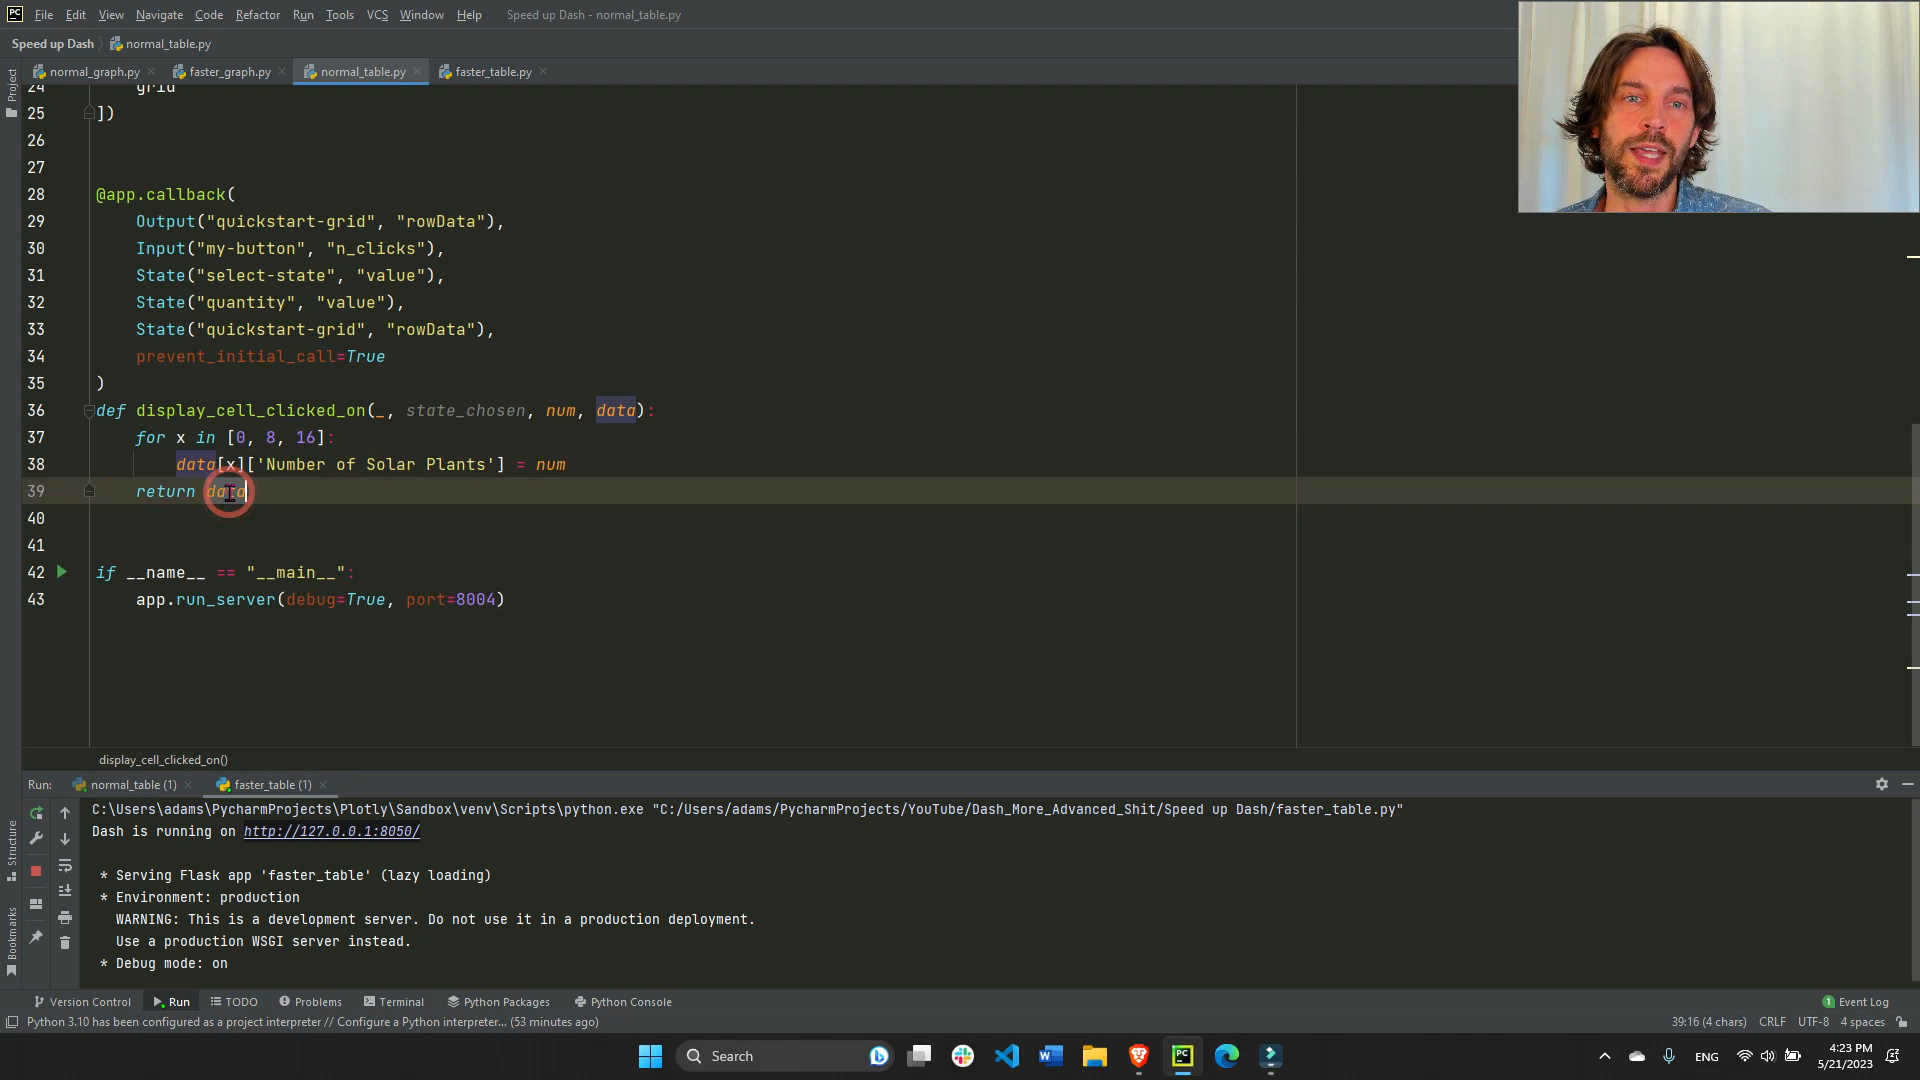 PC File Edit View Navigate Code Refactor Run Tools VCS Window Help Speed up Dash - normal_table.py
Speed up Dash normal_table.py
normal_graph.py faster_graph.py normal_table.py faster_table.py
Project
24 grid
25 ])
26
27
28 @app.callback(
29 Output("quickstart-grid", "rowData"),
30 Input("my-button", "n_clicks"),
31 State("select-state", "value"),
32 State("quantity", "value"),
33 State("quickstart-grid", "rowData"),
34 prevent_initial_call=True
35 )
36 def display_cell_clicked_on(_, state_chosen, num, data):
37 for x in [0, 8, 16]:
38 data[x]['Number of Solar Plants'] = num
39 return data
40
41
42 if __name__ == "__main__":
43 app.run_server(debug=True, port=8004)
display_cell_clicked_on()
Run: normal_table (1) faster_table (1)
C:\Users\adams\PycharmProjects\Plotly\Sandbox\venv\Scripts\python.exe "C:/Users/adams/PycharmProjects/YouTube/Dash_More_Advanced_Shit/Speed up Dash/faster_table.py"
Dash is running on http://127.0.0.1:8050/
* Serving Flask app 'faster_table' (lazy loading)
* Environment: production
WARNING: This is a development server. Do not use it in a production deployment.
Use a production WSGI server instead.
* Debug mode: on
Structure
Bookmarks
Version Control Run TODO Problems Terminal Python Packages Python Console 1 Event Log
Python 3.10 has been configured as a project interpreter // Configure a Python interpreter... (53 minutes ago) 39:16 (4 chars) CRLF UTF-8 4 spaces
Search PC ENG 4:23 PM
5/21/2023